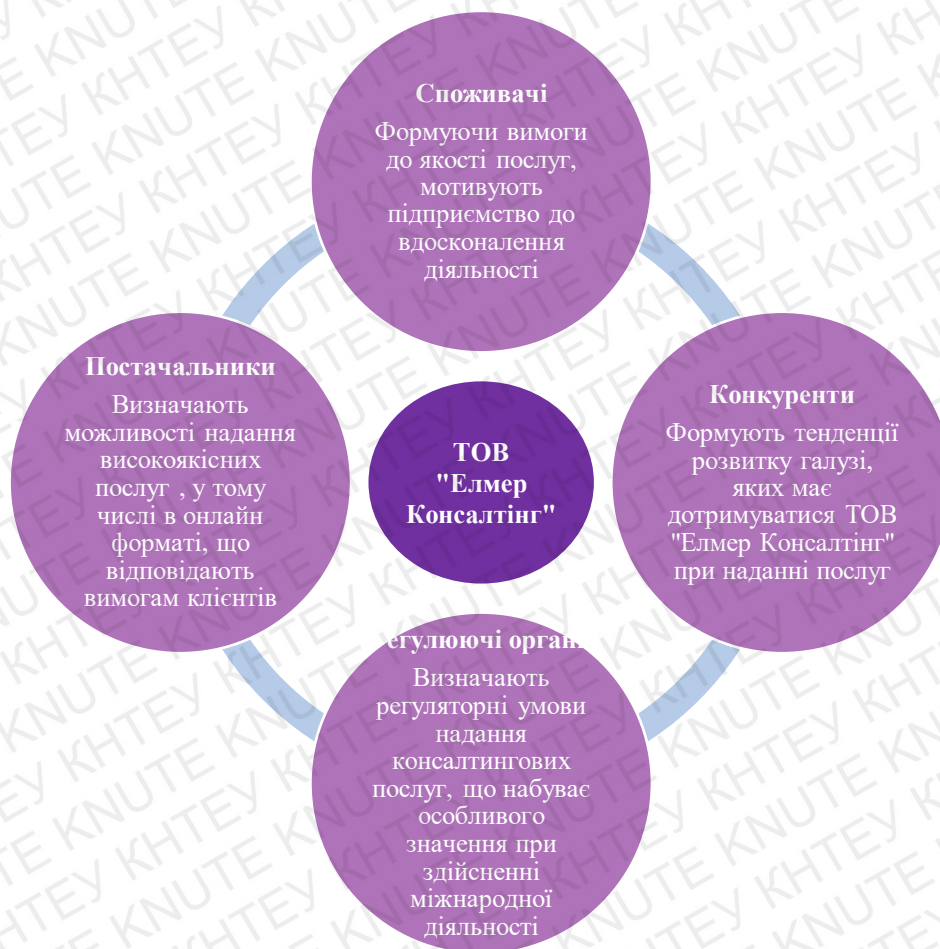 Споживачі
Формуючи вимоги
до якості послуг,
мотивують
підприємство до
вдосконалення
діяльності
Постачальники
Визначають
можливості надання
високоякісних
послуг , у тому
числі в онлайн
форматі, що
відповідають
вимогам клієнтів
ТОВ
"Елмер
Консалтінг"
Конкуренти
Формують тенденції
розвитку галузі,
яких має
дотримуватися ТОВ
"Елмер Консалтінг"
при наданні послуг
егулюючі орган
Визначають
регуляторні умови
надання
консалтингових
послуг, що набуває
особливого
значення при
здійсненні
міжнародної
діяльності